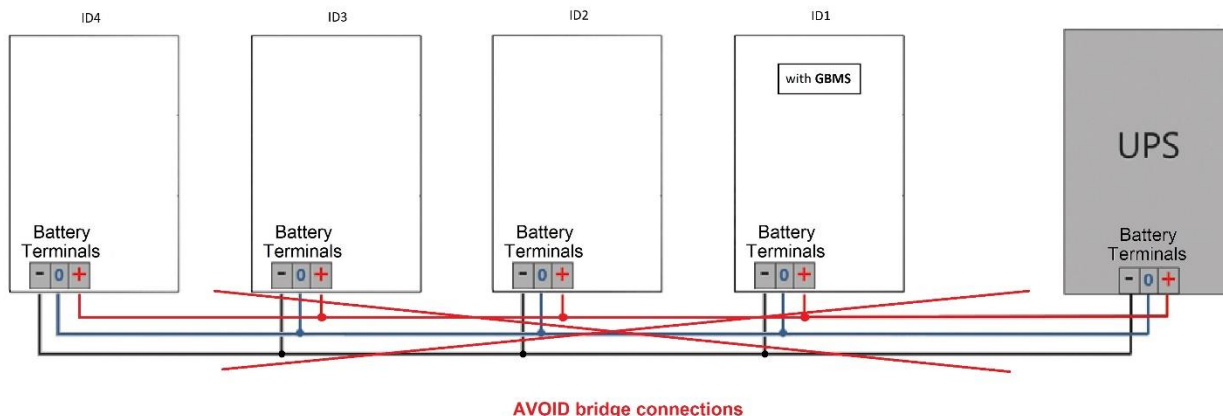 ID4
ID3
ID2
ID1
with GBMS
UPS
Battery
Terminals
- 0 +
Battery
Terminals
- 0 +
Battery
Terminals
- 0 +
Battery
Terminals
- 0 +
Battery
Terminals
- 0 +
AVOID bridge connections